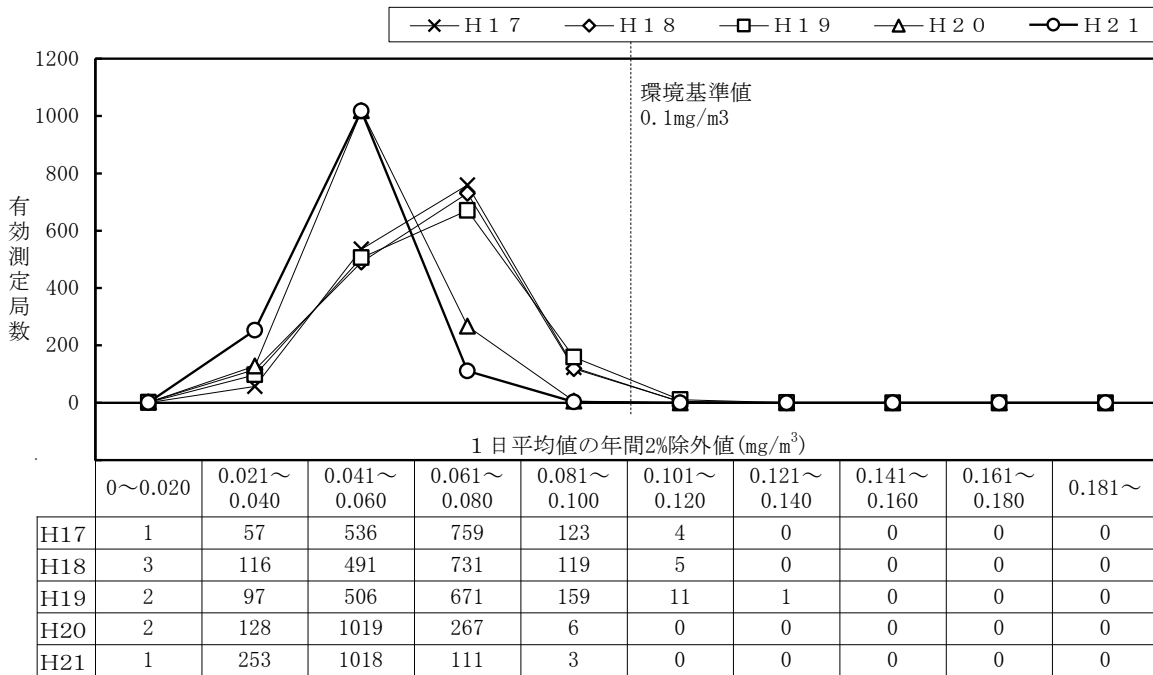 H17 H18 H19 H20 H21
1200
1000
800
600
400
200
0
有効測定局数
環境基準値
0.1mg/m3
1日平均値の年間2%除外値(mg/m³)
0～0.020 0.021～0.040 0.041～0.060 0.061～0.080 0.081～0.100 0.101～0.120 0.121～0.140 0.141～0.160 0.161～0.180 0.181～
H17 1 57 536 759 123 4 0 0 0 0
H18 3 116 491 731 119 5 0 0 0 0
H19 2 97 506 671 159 11 1 0 0 0
H20 2 128 1019 267 6 0 0 0 0 0
H21 1 253 1018 111 3 0 0 0 0 0